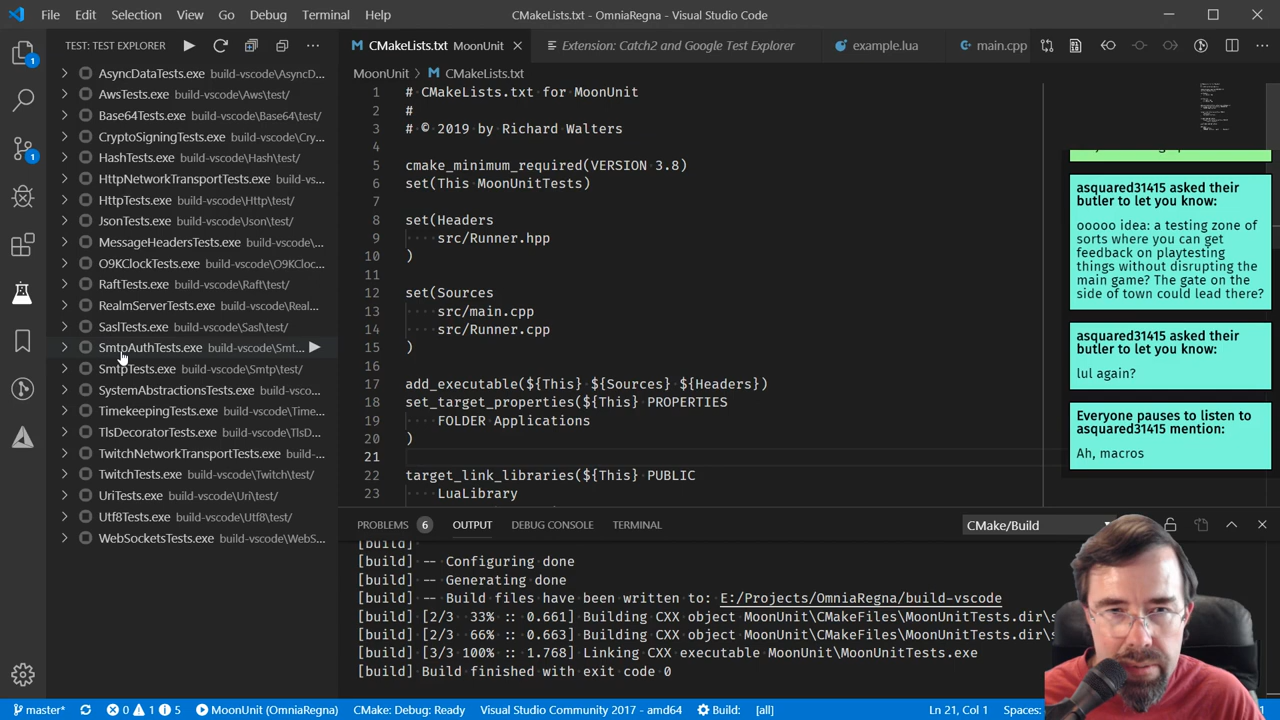 File Edit Selection View Go Debug Terminal Help
CMakeLists.txt - OmniaRegna - Visual Studio Code
TEST: TEST EXPLORER
CMakeLists.txt MoonUnit
Extension: Catch2 and Google Test Explorer
example.lua
main.cpp
MoonUnit > CMakeLists.txt
AsyncDataTests.exe build-vscode\AsyncD...
AwsTests.exe build-vscode\Aws\test/
Base64Tests.exe build-vscode\Base64\test/
CryptoSigningTests.exe build-vscode\Cry...
HashTests.exe build-vscode\Hash\test/
HttpNetworkTransportTests.exe build-vs...
HttpTests.exe build-vscode\Http\test/
JsonTests.exe build-vscode\Json\test/
MessageHeadersTests.exe build-vscode\...
O9KClockTests.exe build-vscode\O9KCloc...
RaftTests.exe build-vscode\Raft\test/
RealmServerTests.exe build-vscode\Real...
SaslTests.exe build-vscode\Sasl\test/
SmtpAuthTests.exe build-vscode\Smt...
SmtpTests.exe build-vscode\Smtp\test/
SystemAbstractionsTests.exe build-vsco...
TimekeepingTests.exe build-vscode\Time...
TlsDecoratorTests.exe build-vscode\TlsD...
TwitchNetworkTransportTests.exe build-...
TwitchTests.exe build-vscode\Twitch\test/
UriTests.exe build-vscode\Uri\test/
Utf8Tests.exe build-vscode\Utf8\test/
WebSocketsTests.exe build-vscode\WebS...
1 # CMakeLists.txt for MoonUnit
2 #
3 # © 2019 by Richard Walters
4
5 cmake_minimum_required(VERSION 3.8)
6 set(This MoonUnitTests)
7
8 set(Headers
9 src/Runner.hpp
10 )
11
12 set(Sources
13 src/main.cpp
14 src/Runner.cpp
15 )
16
17 add_executable(${This} ${Sources} ${Headers})
18 set_target_properties(${This} PROPERTIES
19 FOLDER Applications
20 )
21
22 target_link_libraries(${This} PUBLIC
23 LuaLibrary
asquared31415 asked their
butler to let you know:
ooooo idea: a testing zone of
sorts where you can get
feedback on playtesting
things without disrupting the
main game? The gate on the
side of town could lead there?
asquared31415 asked their
butler to let you know:
lul again?
Everyone pauses to listen to
asquared31415 mention:
Ah, macros
PROBLEMS 6 OUTPUT DEBUG CONSOLE TERMINAL
CMake/Build
[build]
[build] -- Configuring done
[build] -- Generating done
[build] -- Build files have been written to: E:/Projects/OmniaRegna/build-vscode
[build] [2/3 33% :: 0.661] Building CXX object MoonUnit\CMakeFiles\MoonUnitTests.dir\s
[build] [2/3 66% :: 0.663] Building CXX object MoonUnit\CMakeFiles\MoonUnitTests.dir\s
[build] [3/3 100% :: 1.768] Linking CXX executable MoonUnit\MoonUnitTests.exe
[build] Build finished with exit code 0
1
1
master* 0 1 5 MoonUnit (OmniaRegna) CMake: Debug: Ready Visual Studio Community 2017 - amd64 Build: [all] Ln 21, Col 1 Spaces: